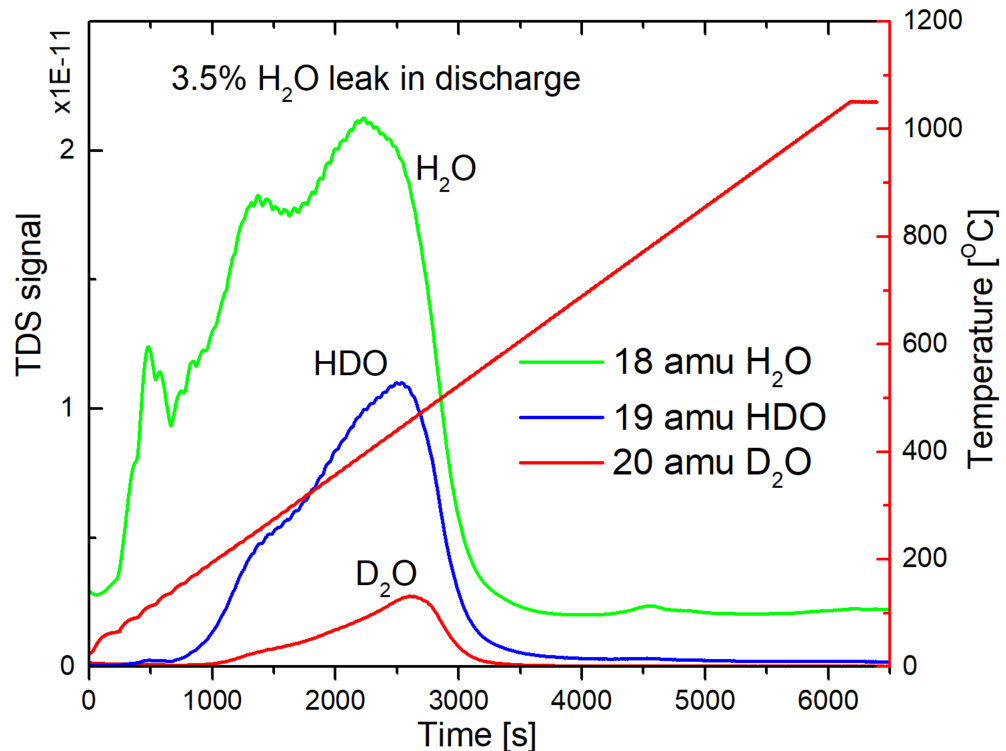 x1E-11
3.5% H₂O leak in discharge
H₂O
HDO
D₂O
18 amu H₂O
19 amu HDO
20 amu D₂O
TDS signal
2
1
0
Temperature [°C]
1200
1000
800
600
400
200
0
0 1000 2000 3000 4000 5000 6000
Time [s]